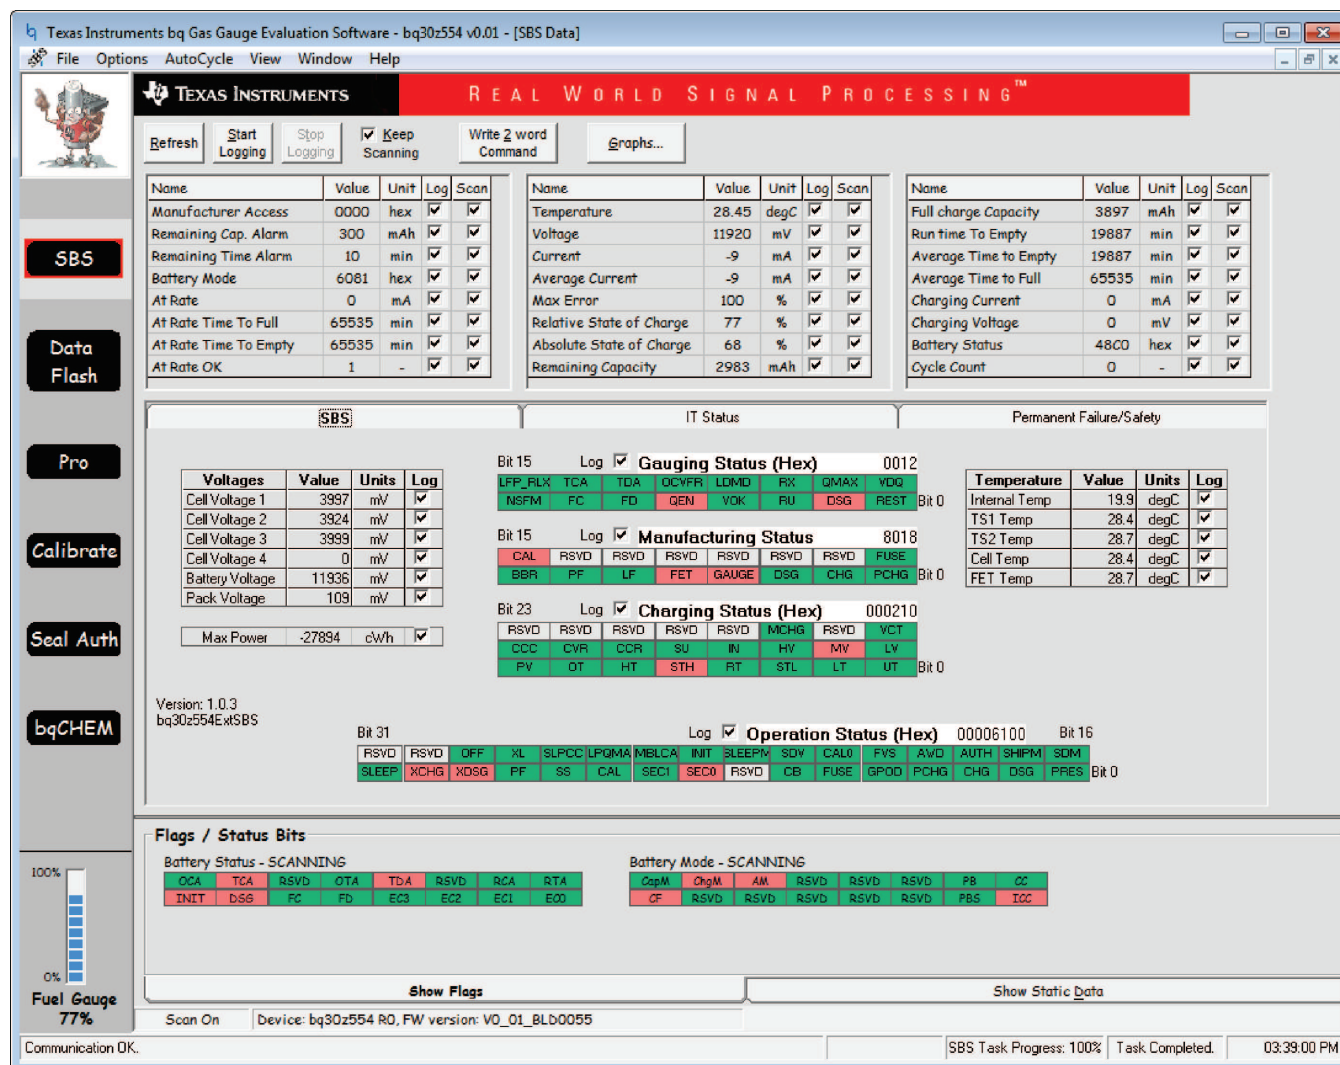 Texas Instruments bq Gas Gauge Evaluation Software - bq30z554 v0.01 - [SBS Data]
File Options AutoCycle View Window Help
TEXAS INSTRUMENTS REAL WORLD SIGNAL PROCESSING™
Refresh Start Logging Stop Logging Keep Scanning Write 2 word Command Graphs...
Name Value Unit Log Scan Name Value Unit Log Scan Name Value Unit Log Scan
Manufacturer Access 0000 hex Temperature 28.45 degC Full charge Capacity 3897 mAh
Remaining Cap. Alarm 300 mAh Voltage 11920 mV Run time To Empty 19887 min
Remaining Time Alarm 10 min Current -9 mA Average Time to Empty 19887 min
Battery Mode 6081 hex Average Current -9 mA Average Time to Full 65535 min
At Rate 0 mA Max Error 100 % Charging Current 0 mA
At Rate Time To Full 65535 min Relative State of Charge 77 % Charging Voltage 0 mV
At Rate Time To Empty 65535 min Absolute State of Charge 68 % Battery Status 48C0 hex
At Rate OK 1 - Remaining Capacity 2983 mAh Cycle Count 0 -
SBS
Data Flash
Pro
Calibrate
Seal Auth
bqCHEM
SBS IT Status Permanent Failure/Safety
Voltages Value Units Log
Cell Voltage 1 3997 mV
Cell Voltage 2 3924 mV
Cell Voltage 3 3999 mV
Cell Voltage 4 0 mV
Battery Voltage 11936 mV
Pack Voltage 109 mV
Max Power -27894 cWh
Version: 1.0.3
bq30z554ExtSBS
Bit 15 Log Gauging Status (Hex) 0012
LFP_RLX TCA TDA OCVFR LDMD RX QMAX VDQ
NSFM FC FD QEN VOK RU DSG REST Bit 0
Bit 15 Log Manufacturing Status 8018
CAL RSVD RSVD RSVD RSVD RSVD RSVD FUSE
BBR PF LF FET GAUGE DSG CHG PCHG Bit 0
Bit 23 Log Charging Status (Hex) 000210
RSVD RSVD RSVD RSVD RSVD MCHG RSVD VCT
CCC CVR CCR SU IN HV MV LV
PV OT HT STH RT STL LT UT Bit 0
Temperature Value Units Log
Internal Temp 19.9 degC
TS1 Temp 28.4 degC
TS2 Temp 28.7 degC
Cell Temp 28.4 degC
FET Temp 28.7 degC
Bit 31 Log Operation Status (Hex) 00006100 Bit 16
RSVD RSVD OFF XL SLPCC LPQMA MBLCA INIT SLEEPM SDV CAL0 FVS AWD AUTH SHIPM SDM
SLEEP XCHG XDSG PF SS CAL SEC1 SEC0 RSVD CB FUSE GPOD PCHG CHG DSG PRES Bit 0
Flags / Status Bits
Battery Status - SCANNING Battery Mode - SCANNING
OCA TCA RSVD OTA TDA RSVD RCA RTA CapM ChgM AM RSVD RSVD RSVD PB CC
INIT DSG FC FD EC3 EC2 EC1 EC0 CF RSVD RSVD RSVD RSVD RSVD PBS ICC
100%
0%
Fuel Gauge
77%
Show Flags Show Static Data
Scan On Device: bq30z554 R0, FW version: V0_01_BLD0055
Communication OK. SBS Task Progress: 100% Task Completed. 03:39:00 PM